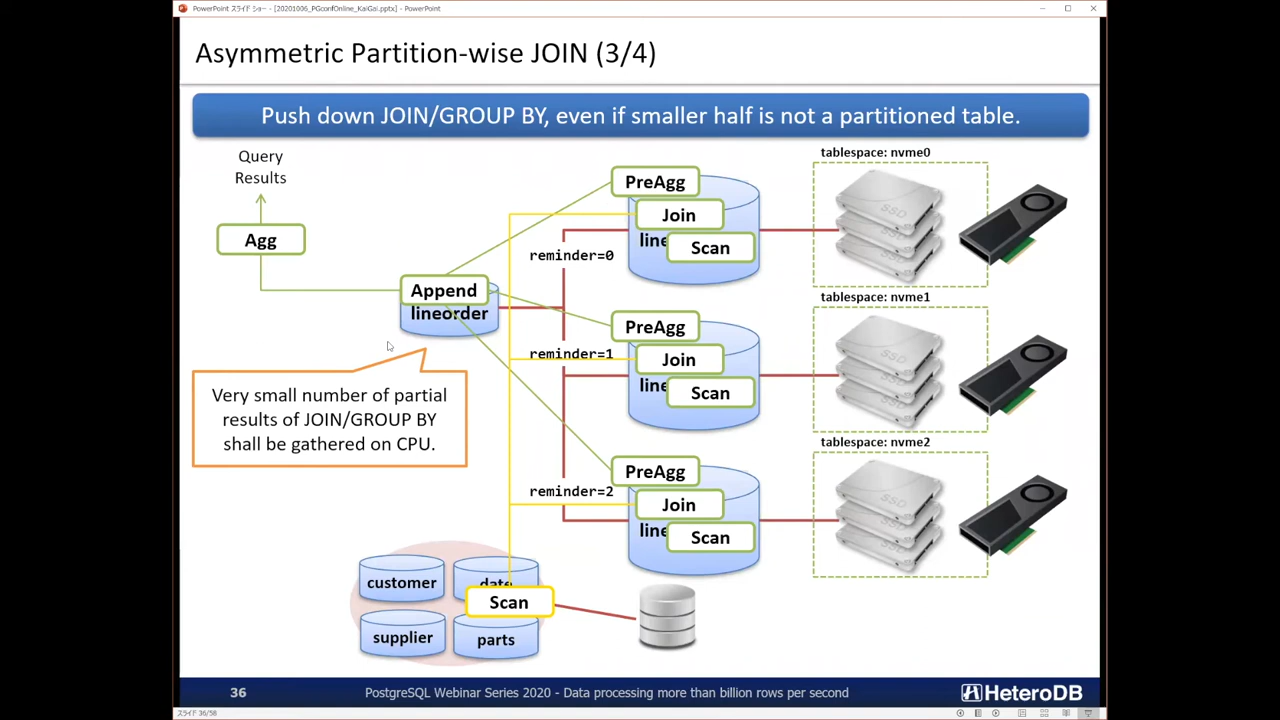 PowerPoint スライド ショー - [20201006_PGconfOnline_KaiGai.pptx] - PowerPoint
Asymmetric Partition-wise JOIN (3/4)
Push down JOIN/GROUP BY, even if smaller half is not a partitioned table.
Query
Results
Agg
Append
lineorder
Very small number of partial
results of JOIN/GROUP BY
shall be gathered on CPU.
reminder=0
reminder=1
reminder=2
PreAgg
Join
line
Scan
PreAgg
Join
line
Scan
PreAgg
Join
line
Scan
tablespace: nvme0
SSD
tablespace: nvme1
SSD
tablespace: nvme2
SSD
customer
date
Scan
supplier
parts
36
PostgreSQL Webinar Series 2020 - Data processing more than billion rows per second
HeteroDB
スライド 36/58